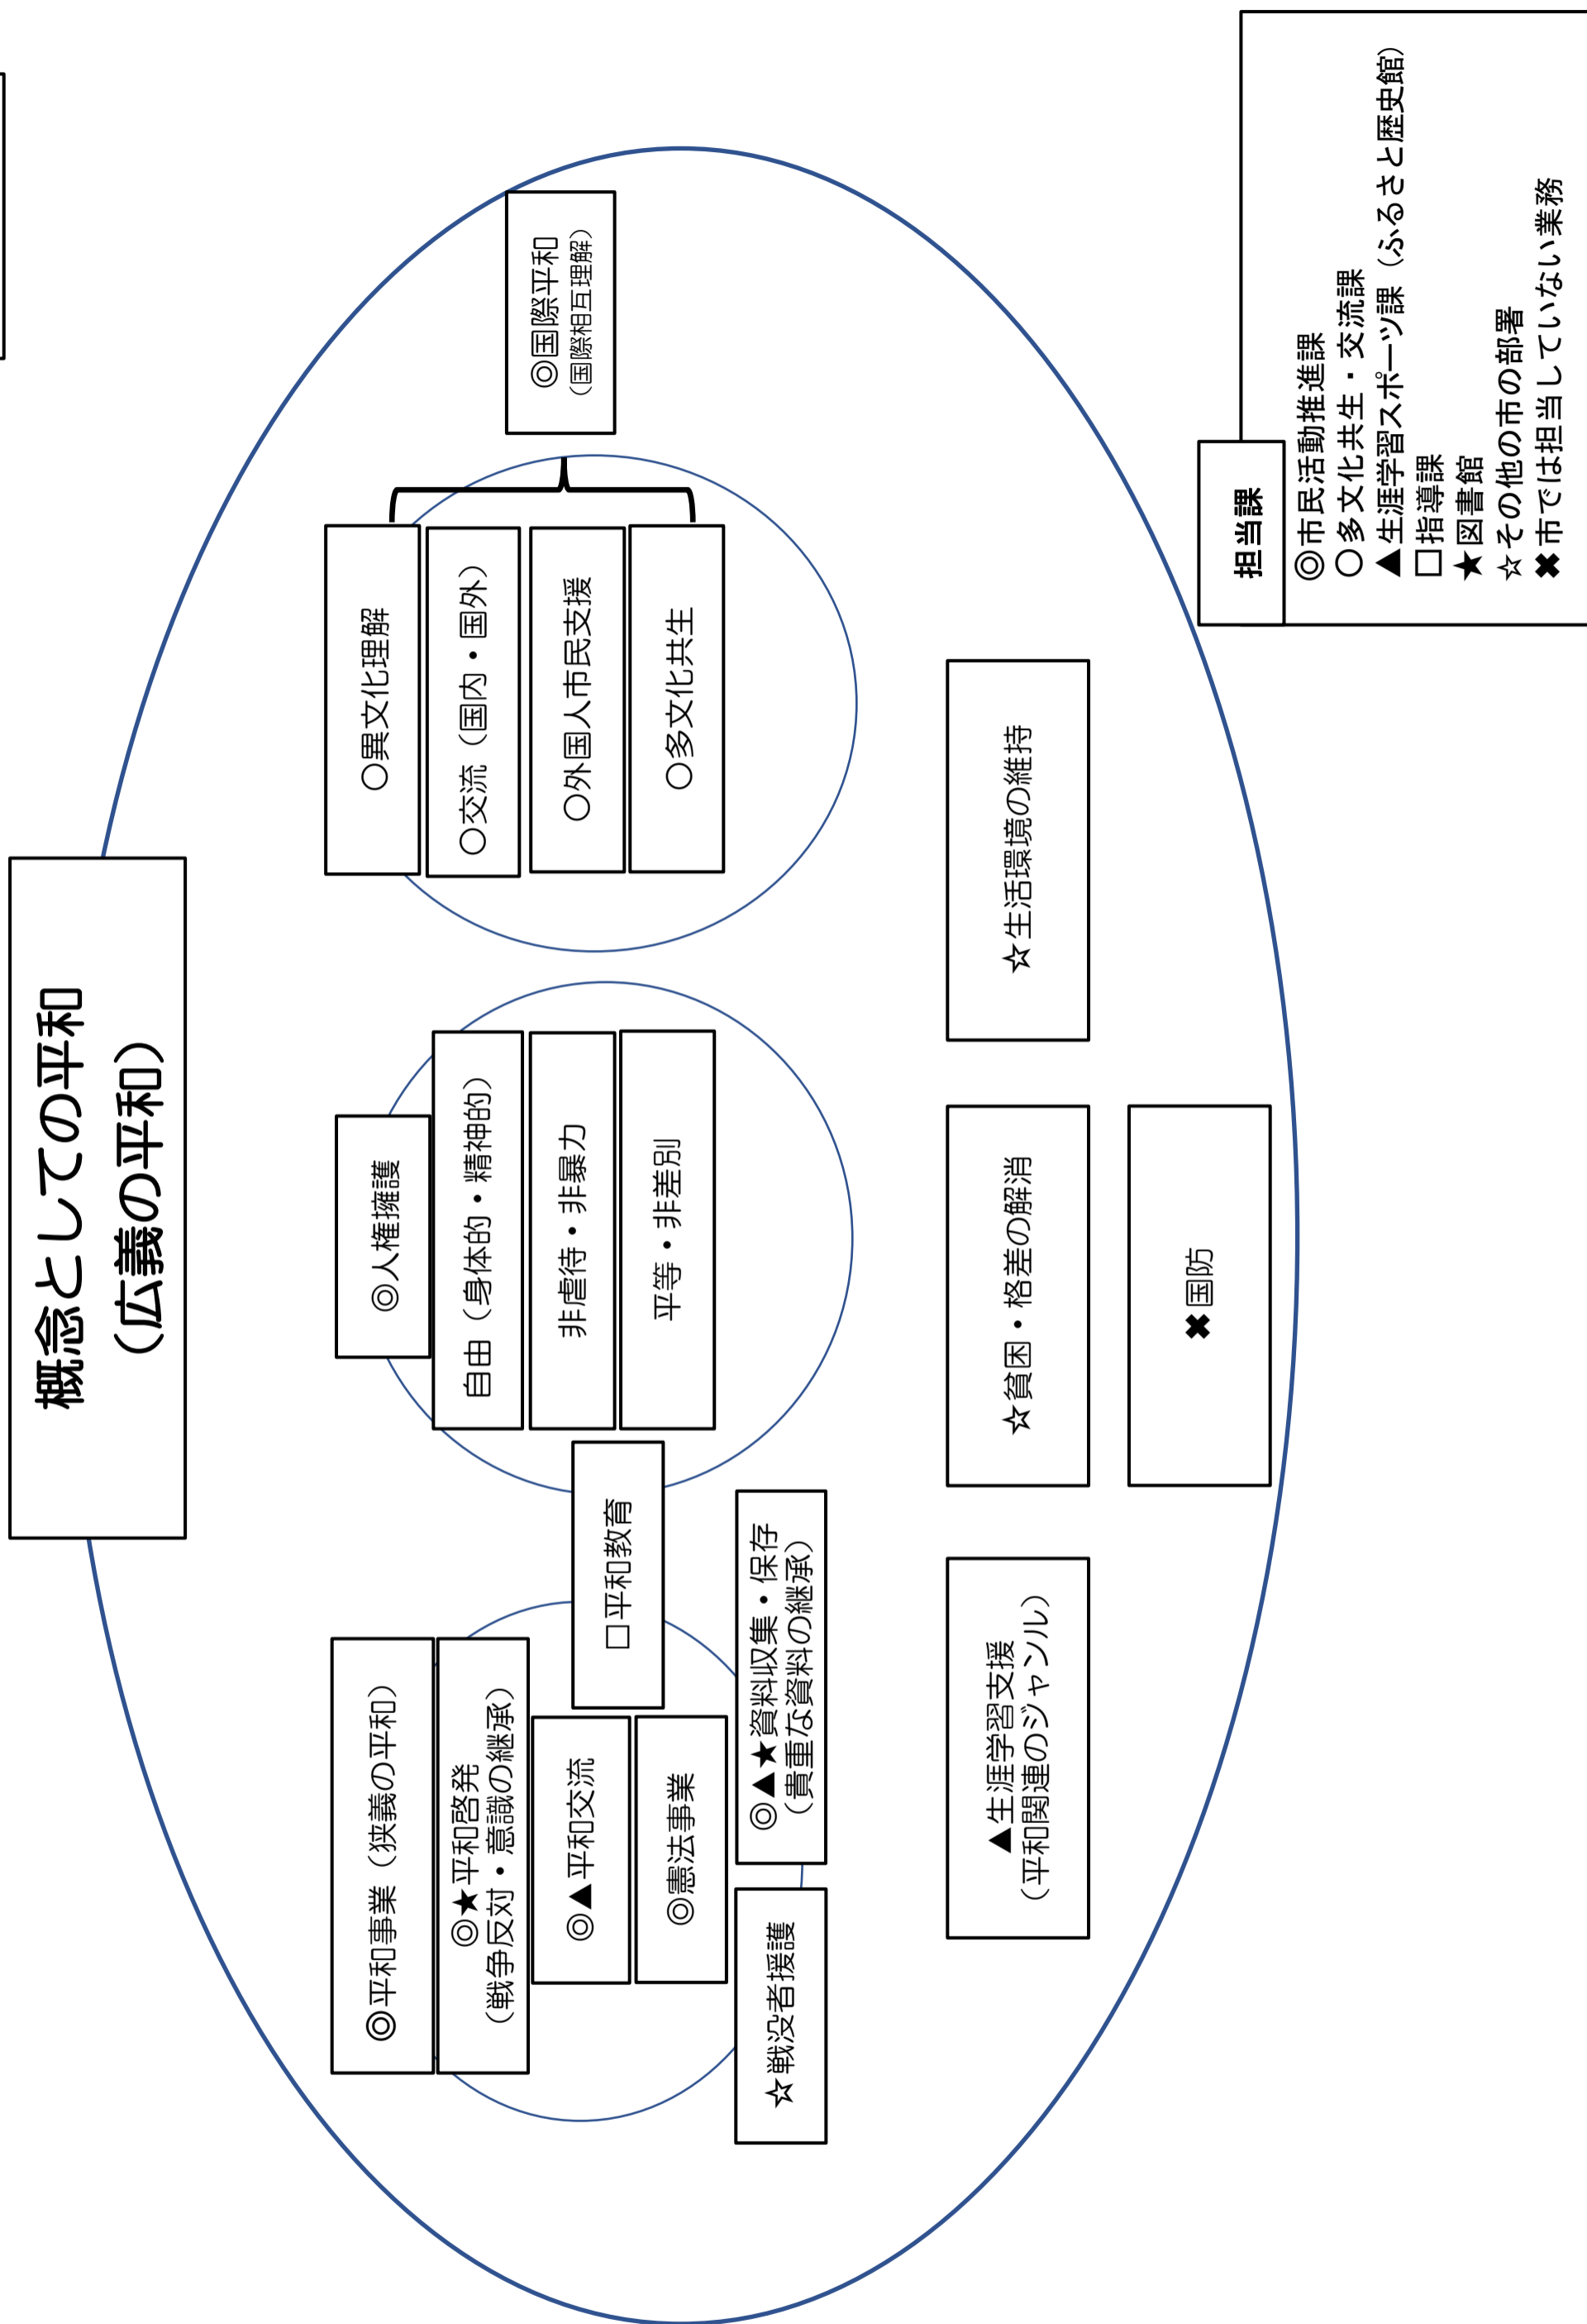 概念としての平和
（広義の平和）
◎平和事業（狭義の平和）
◎★平和啓発
（戦争反対・意識の継承）
◎▲平和交流
◎憲法事業
☆戦没者援護
◎▲★資料収集・保存
（貴重な資料の継承）
□平和教育
◎人権擁護
自由（身体的・精神的）
非虐待・非暴力
平等・非差別
○異文化理解
○交流（国内・国外）
○外国人市民支援
○多文化共生
◎国際平和
（国際相互理解）
▲生涯学習支援
（平和関連のジャンル）
☆貧困・格差の解消
☆生活環境の維持
✖国防
担当課
◎市民活動推進課
○多文化共生・交流課
▲生涯学習スポーツ課（ふるさと歴史館）
□指導課
★図書館
☆その他の市の部署
✖市では担当していない業務